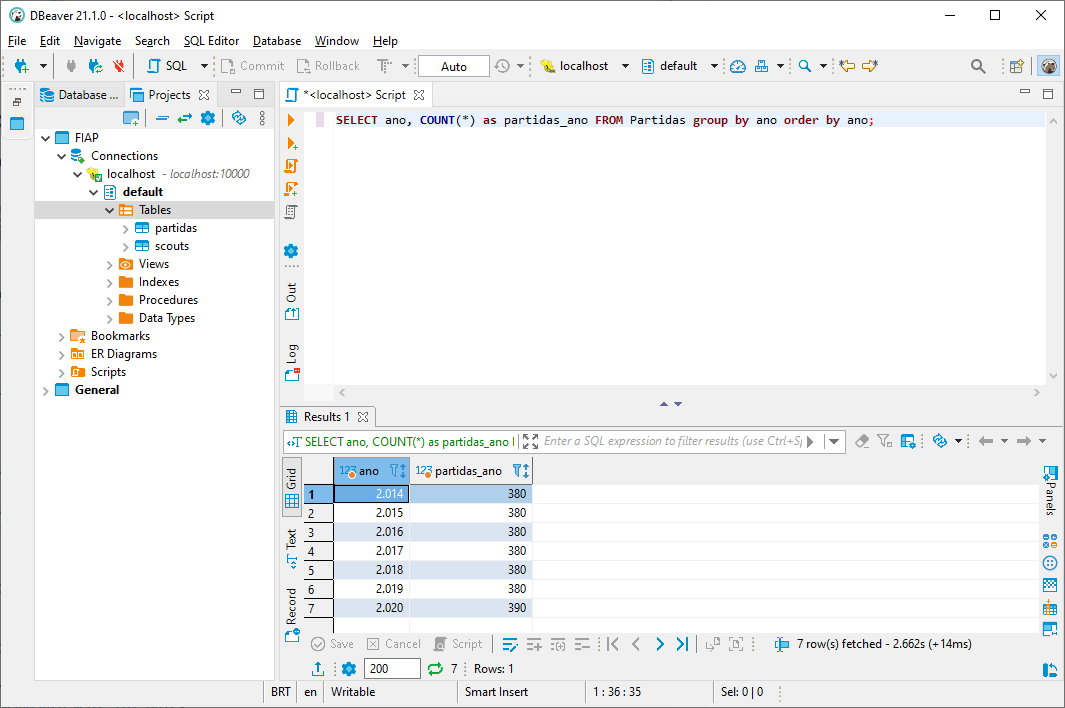 DBeaver 21.1.0 - <localhost> Script
File Edit Navigate Search SQL Editor Database Window Help
SQL Commit Rollback Auto localhost default
Database ... Projects
FIAP
Connections
localhost - localhost:10000
default
Tables
partidas
scouts
Views
Indexes
Procedures
Data Types
Bookmarks
ER Diagrams
Scripts
General
*<localhost> Script
SELECT ano, COUNT(*) as partidas_ano FROM Partidas group by ano order by ano;
Out
Log
Results 1
SELECT ano, COUNT(*) as partidas_ano Enter a SQL expression to filter results (use Ctrl+Sp
Grid
Text
Record
123 ano 123 partidas_ano
1 2.014 380
2 2.015 380
3 2.016 380
4 2.017 380
5 2.018 380
6 2.019 380
7 2.020 390
Panels
Save Cancel Script 7 row(s) fetched - 2.662s (+14ms)
200 7 Rows: 1
BRT en Writable Smart Insert 1 : 36 : 35 Sel: 0 | 0